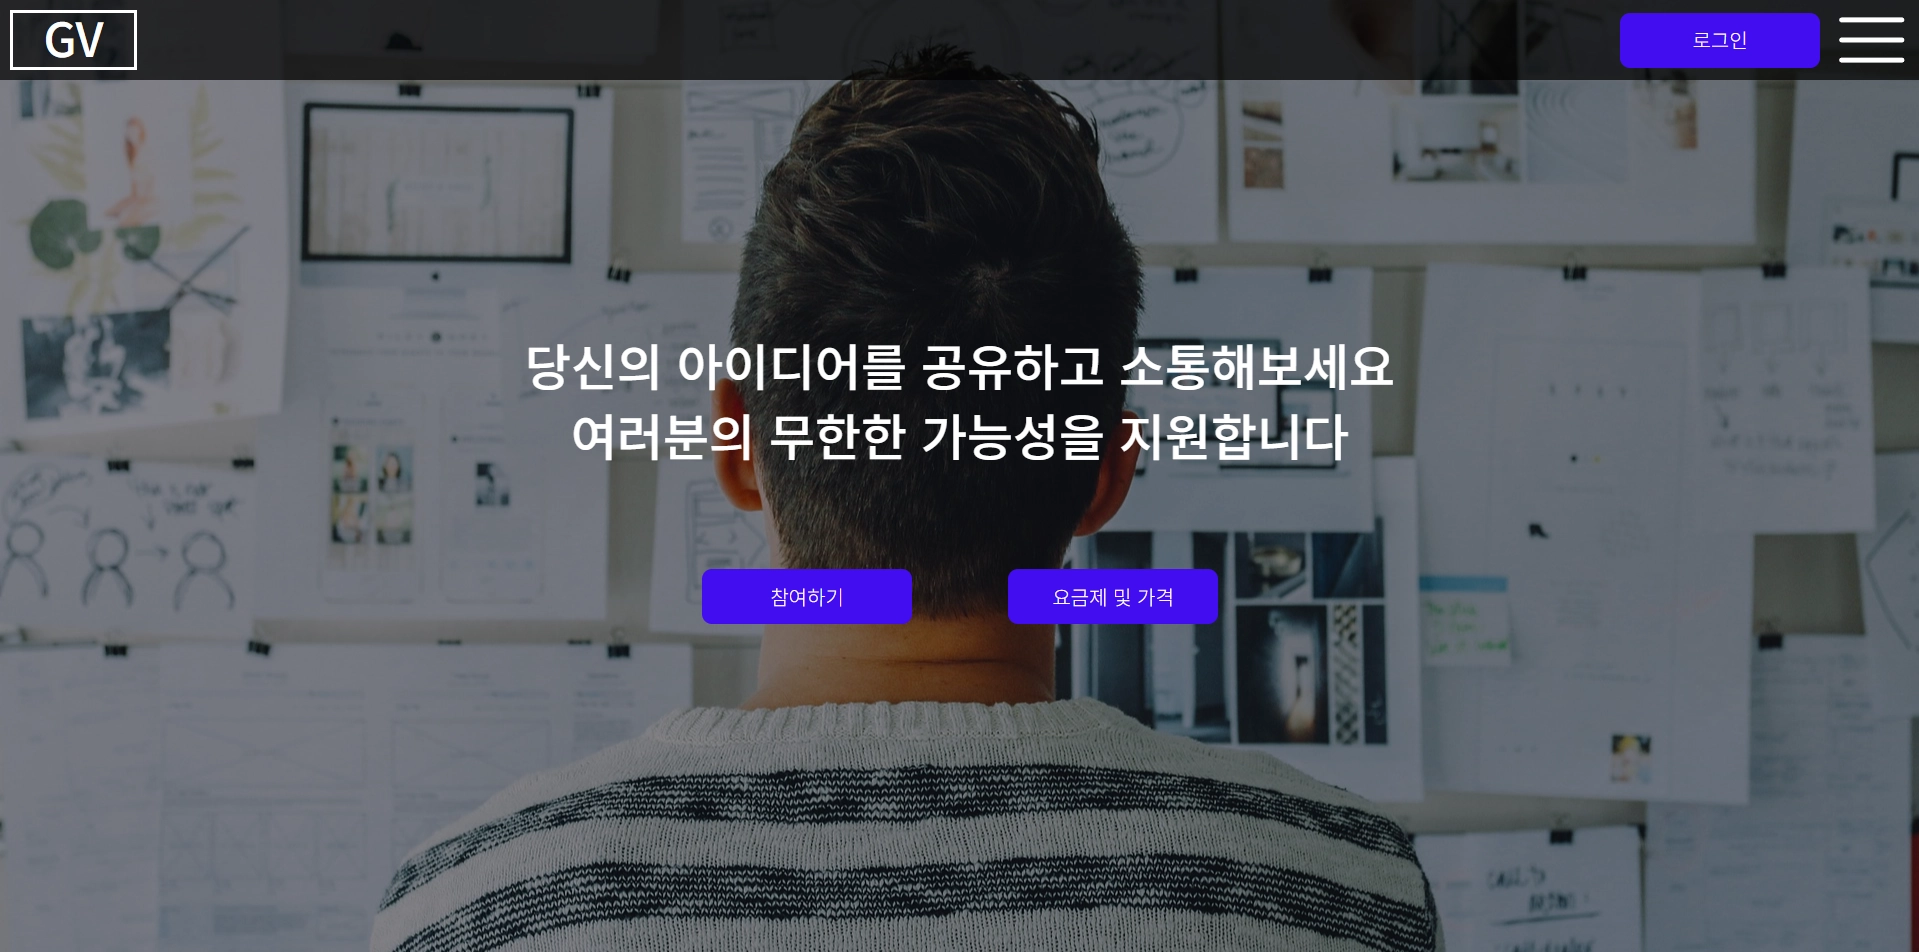 GV
로그인
당신의 아이디어를 공유하고 소통해보세요
여러분의 무한한 가능성을 지원합니다
참여하기
요금제 및 가격